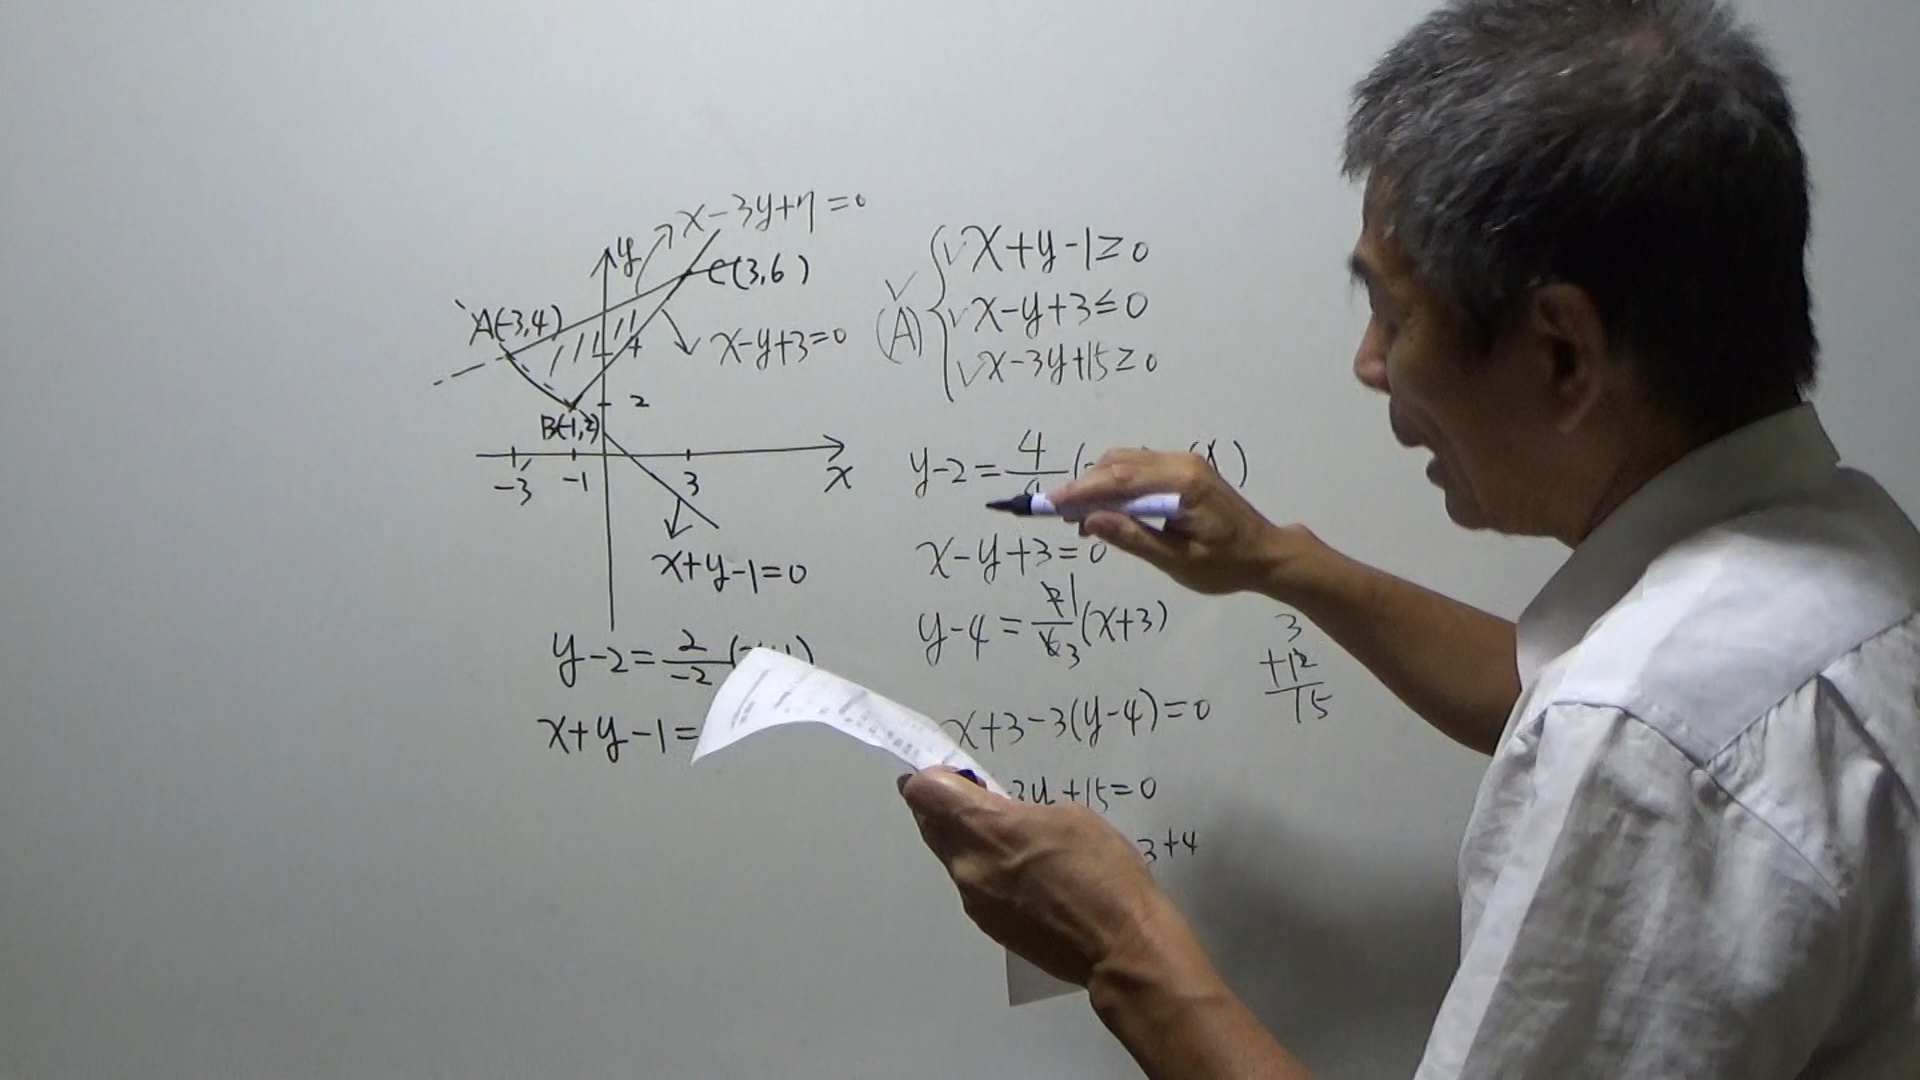 x-3y+7=0
y
C(3,6)
A(-3,4)
x-y+3=0
4
2
B(-1,2)
-3 -1 3 x
x+y-1=0
y-2=2/-2
x+y-1=
(A) { ✓x+y-1≥0
✓x-y+3≤0
✓x-3y+15≥0
y-2=4/
x-y+3=0
y-4= (x+3)
x+3-3(y-4)=0
3y+15=0
3+4
3
+12
15